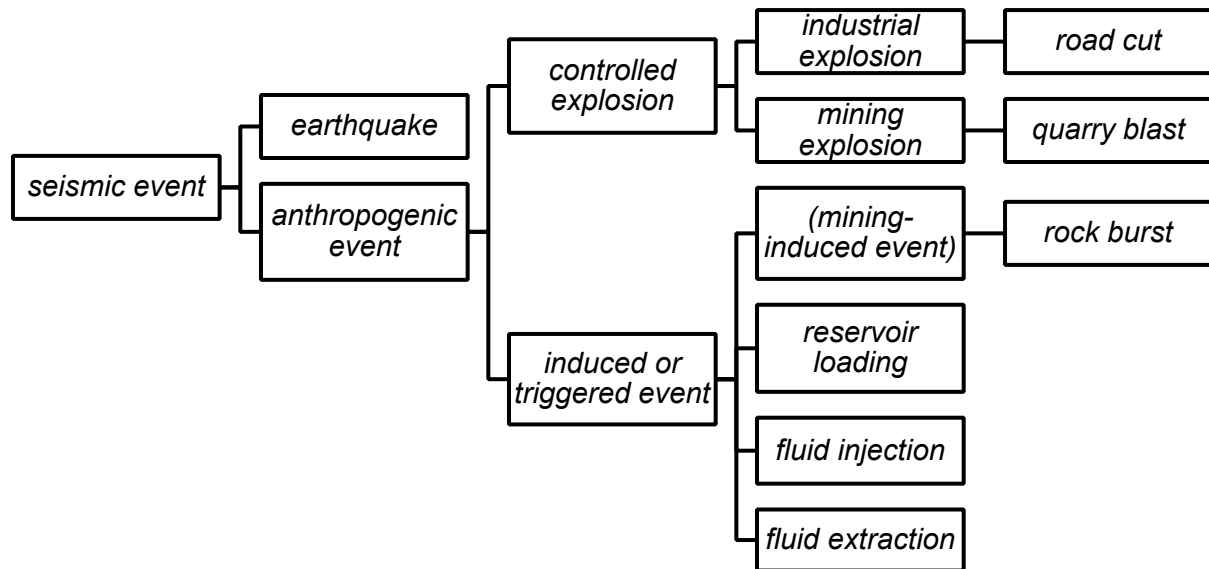 seismic event
earthquake
anthropogenic
event
controlled
explosion
industrial
explosion
road cut
mining
explosion
quarry blast
induced or
triggered event
(mining-
induced event)
rock burst
reservoir
loading
fluid injection
fluid extraction